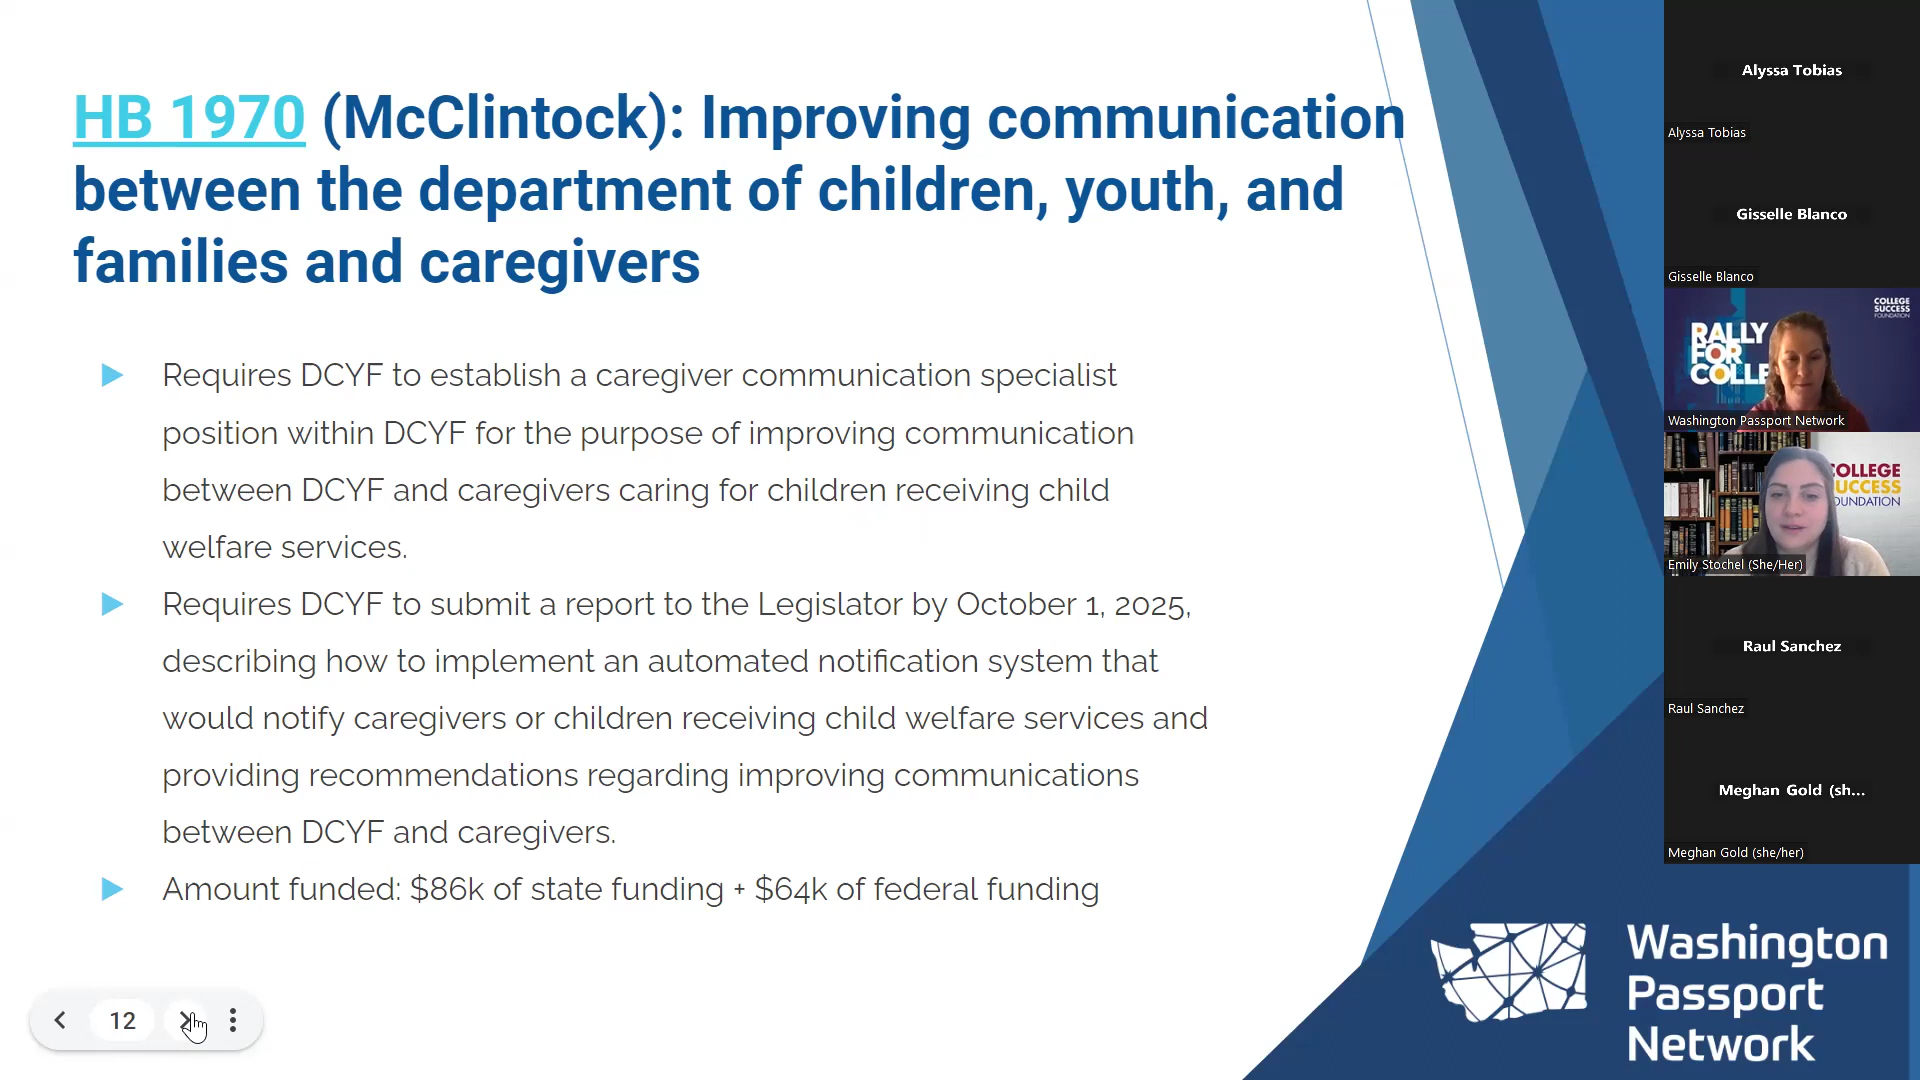 HB 1970 (McClintock): Improving communication
between the department of children, youth, and
families and caregivers
Requires DCYF to establish a caregiver communication specialist
position within DCYF for the purpose of improving communication
between DCYF and caregivers caring for children receiving child
welfare services.
Requires DCYF to submit a report to the Legislator by October 1, 2025,
describing how to implement an automated notification system that
would notify caregivers or children receiving child welfare services and
providing recommendations regarding improving communications
between DCYF and caregivers.
Amount funded: $86k of state funding + $64k of federal funding
12
Washington
Passport
Network
Alyssa Tobias
Alyssa Tobias
Gisselle Blanco
Gisselle Blanco
RALLY
FOR
COLLE
COLLEGE
SUCCESS
FOUNDATION
Washington Passport Network
COLLEGE
UCCESS
OUNDATION
Emily Stochel (She/Her)
Raul Sanchez
Raul Sanchez
Meghan Gold (sh...
Meghan Gold (she/her)